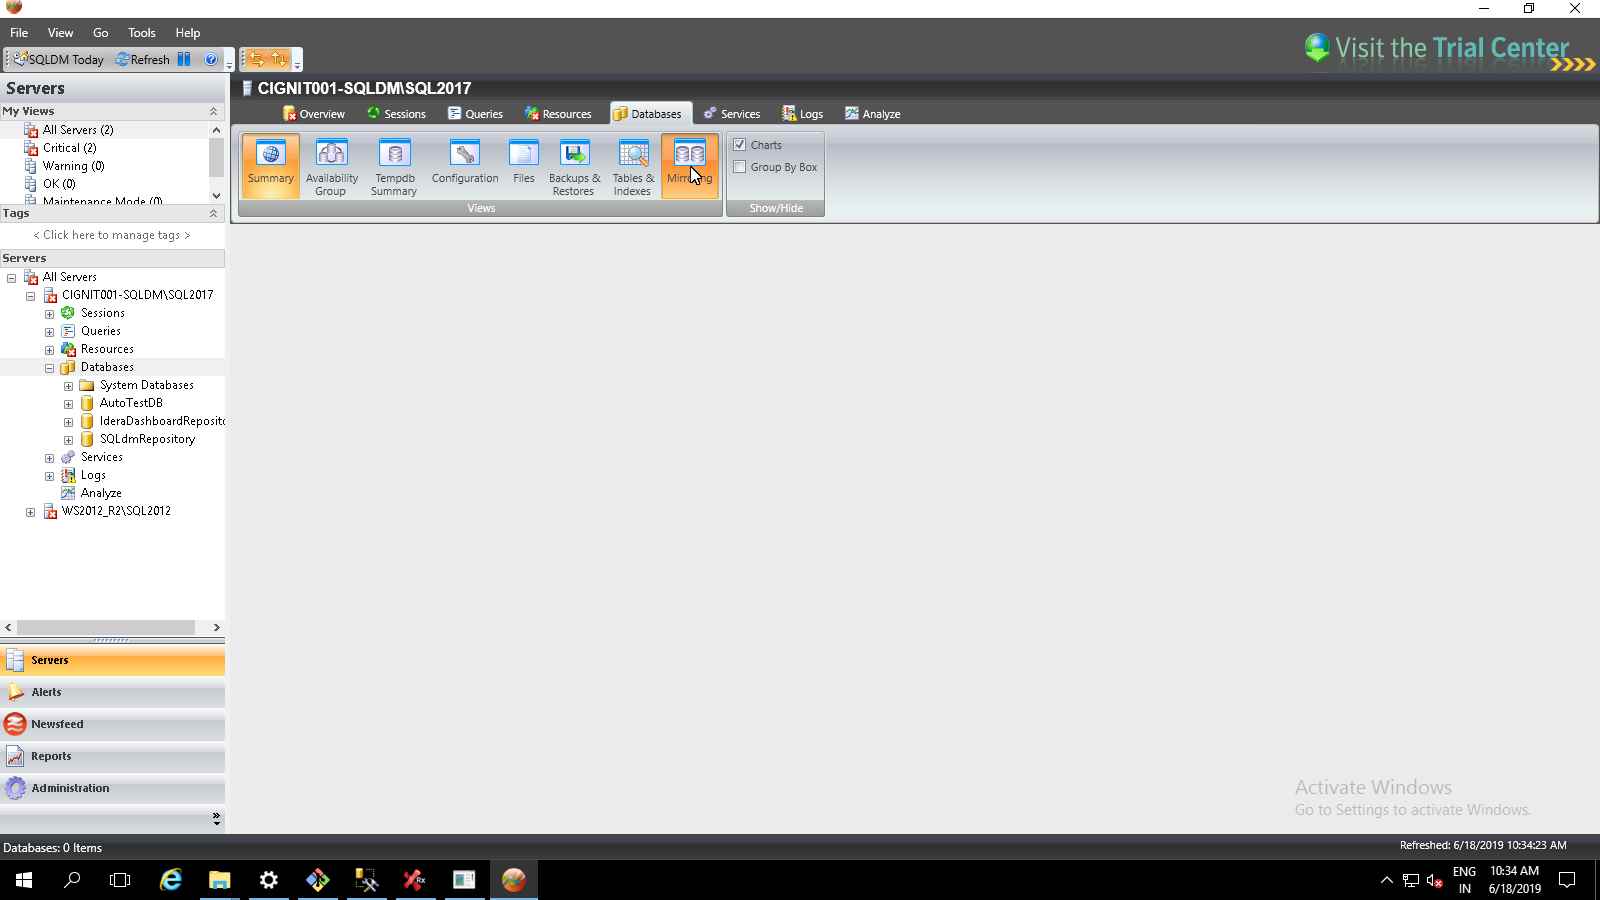 File View Go Tools Help
SQLDM Today Refresh
Visit the Trial Center
Servers
My Views
All Servers (2)
Critical (2)
Warning (0)
OK (0)
Maintenance Mode (0)
Tags
< Click here to manage tags >
Servers
All Servers
CIGNIT001-SQLDM\SQL2017
Sessions
Queries
Resources
Databases
System Databases
AutoTestDB
IderaDashboardReposito
SQLdmRepository
Services
Logs
Analyze
WS2012_R2\SQL2012
Servers
Alerts
Newsfeed
Reports
Administration
CIGNIT001-SQLDM\SQL2017
Overview Sessions Queries Resources Databases Services Logs Analyze
Summary
Availability
Group
Tempdb
Summary
Configuration
Files
Backups &
Restores
Tables &
Indexes
Views
Charts
Group By Box
Show/Hide
Activate Windows
Go to Settings to activate Windows.
Databases: 0 Items
Refreshed: 6/18/2019 10:34:23 AM
Rx
ENG
IN
10:34 AM
6/18/2019